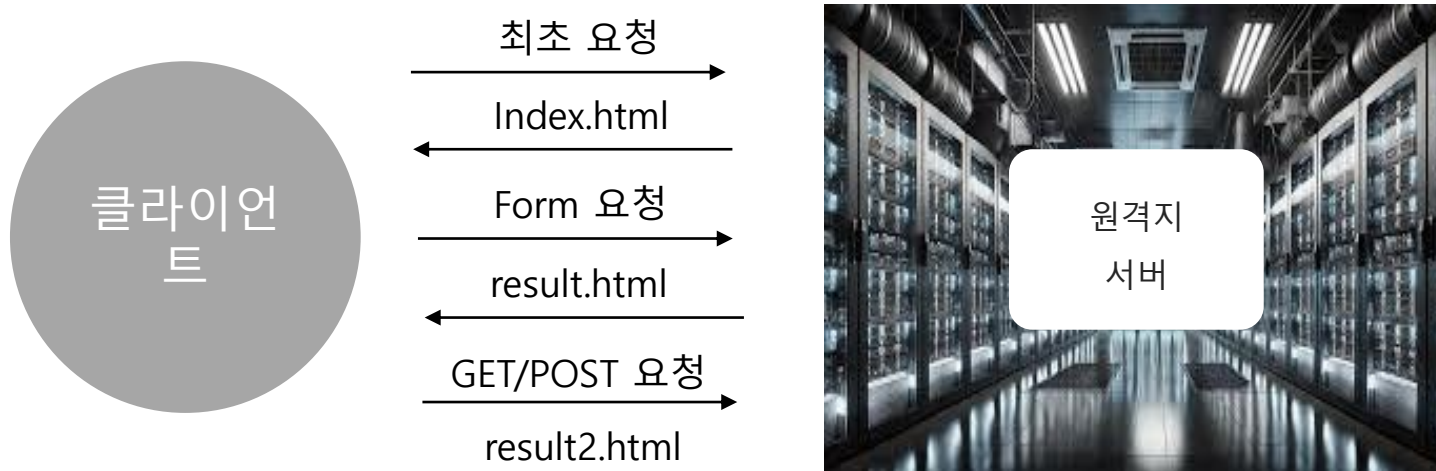 최초 요청
Index.html
Form 요청
result.html
GET/POST 요청
result2.html
클라이언
트
원격지
서버